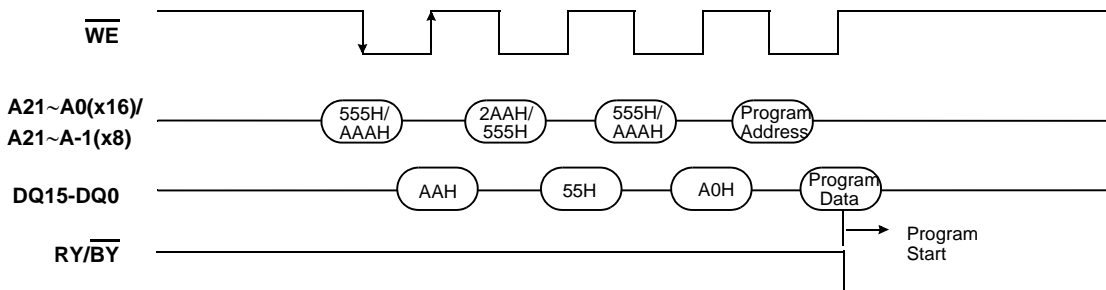 WE
A21~A0(x16)/
A21~A-1(x8)
555H/
AAAH
2AAH/
555H
555H/
AAAH
Program
Address
DQ15-DQ0
AAH
55H
A0H
Program
Data
RY/BY
Program
Start